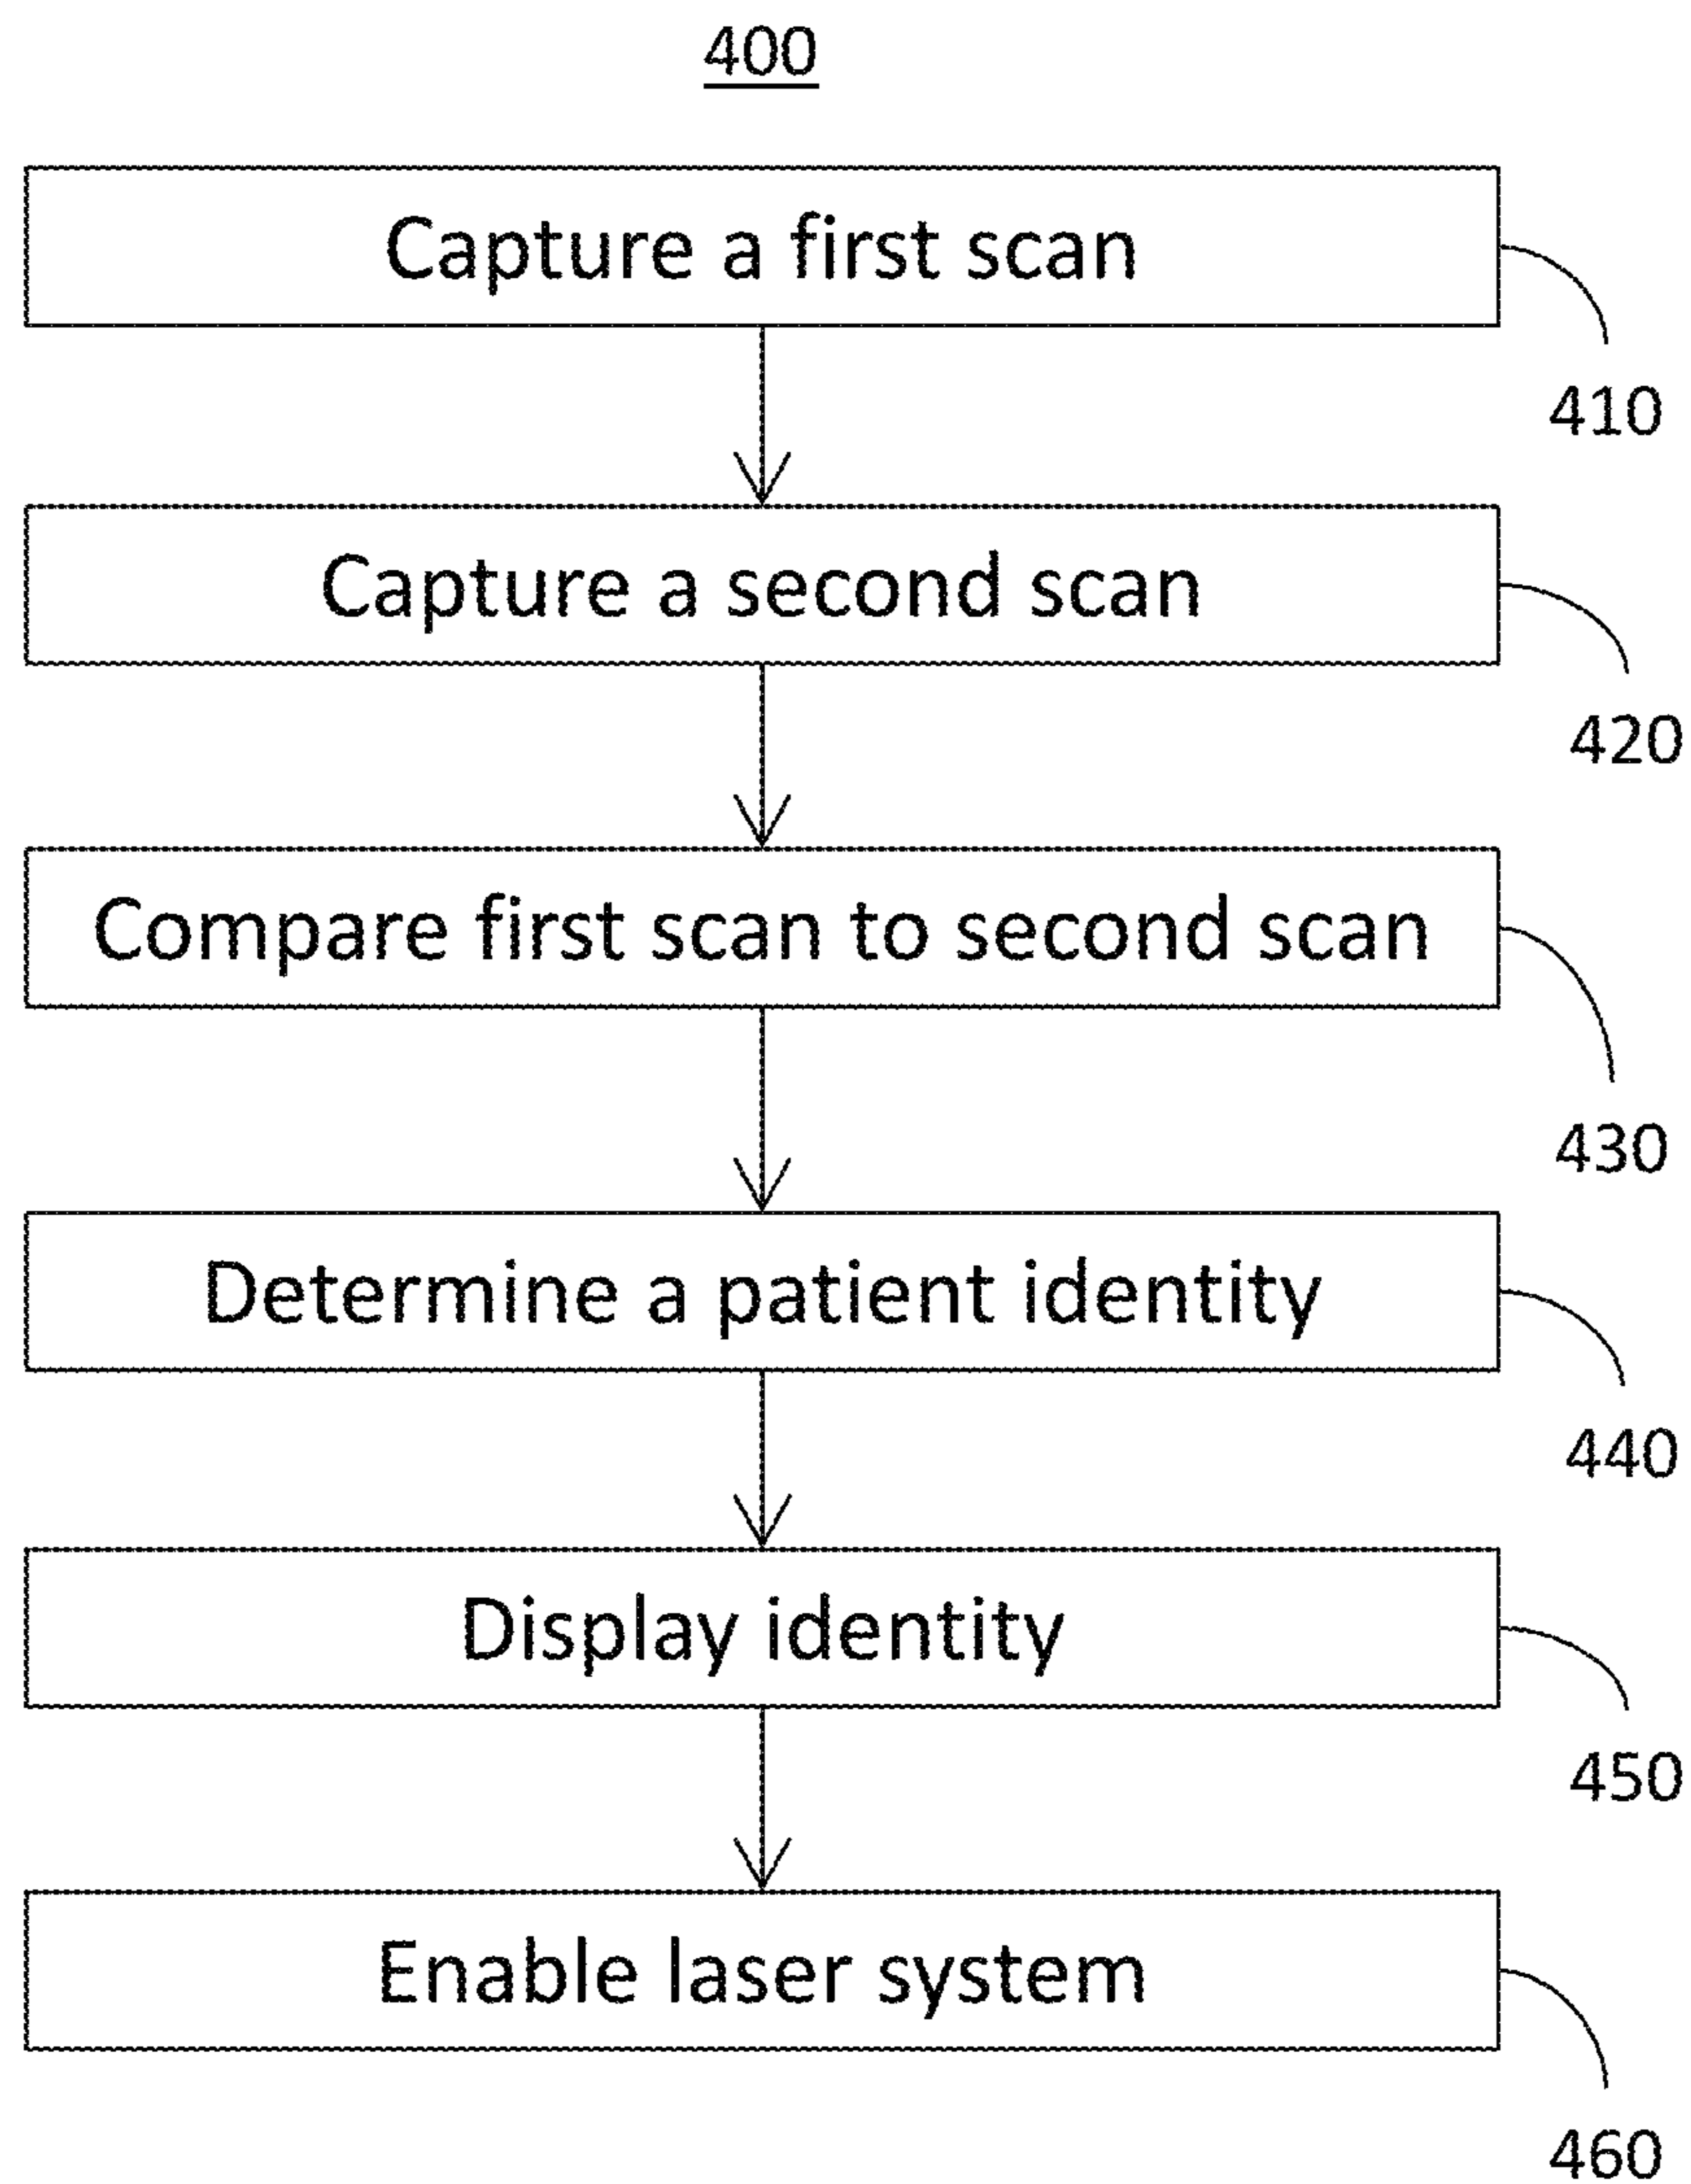 400
Capture a first scan
410
Capture a second scan
420
Compare first scan to second scan
430
Determine a patient identity
440
Display identity
450
Enable laser system
460